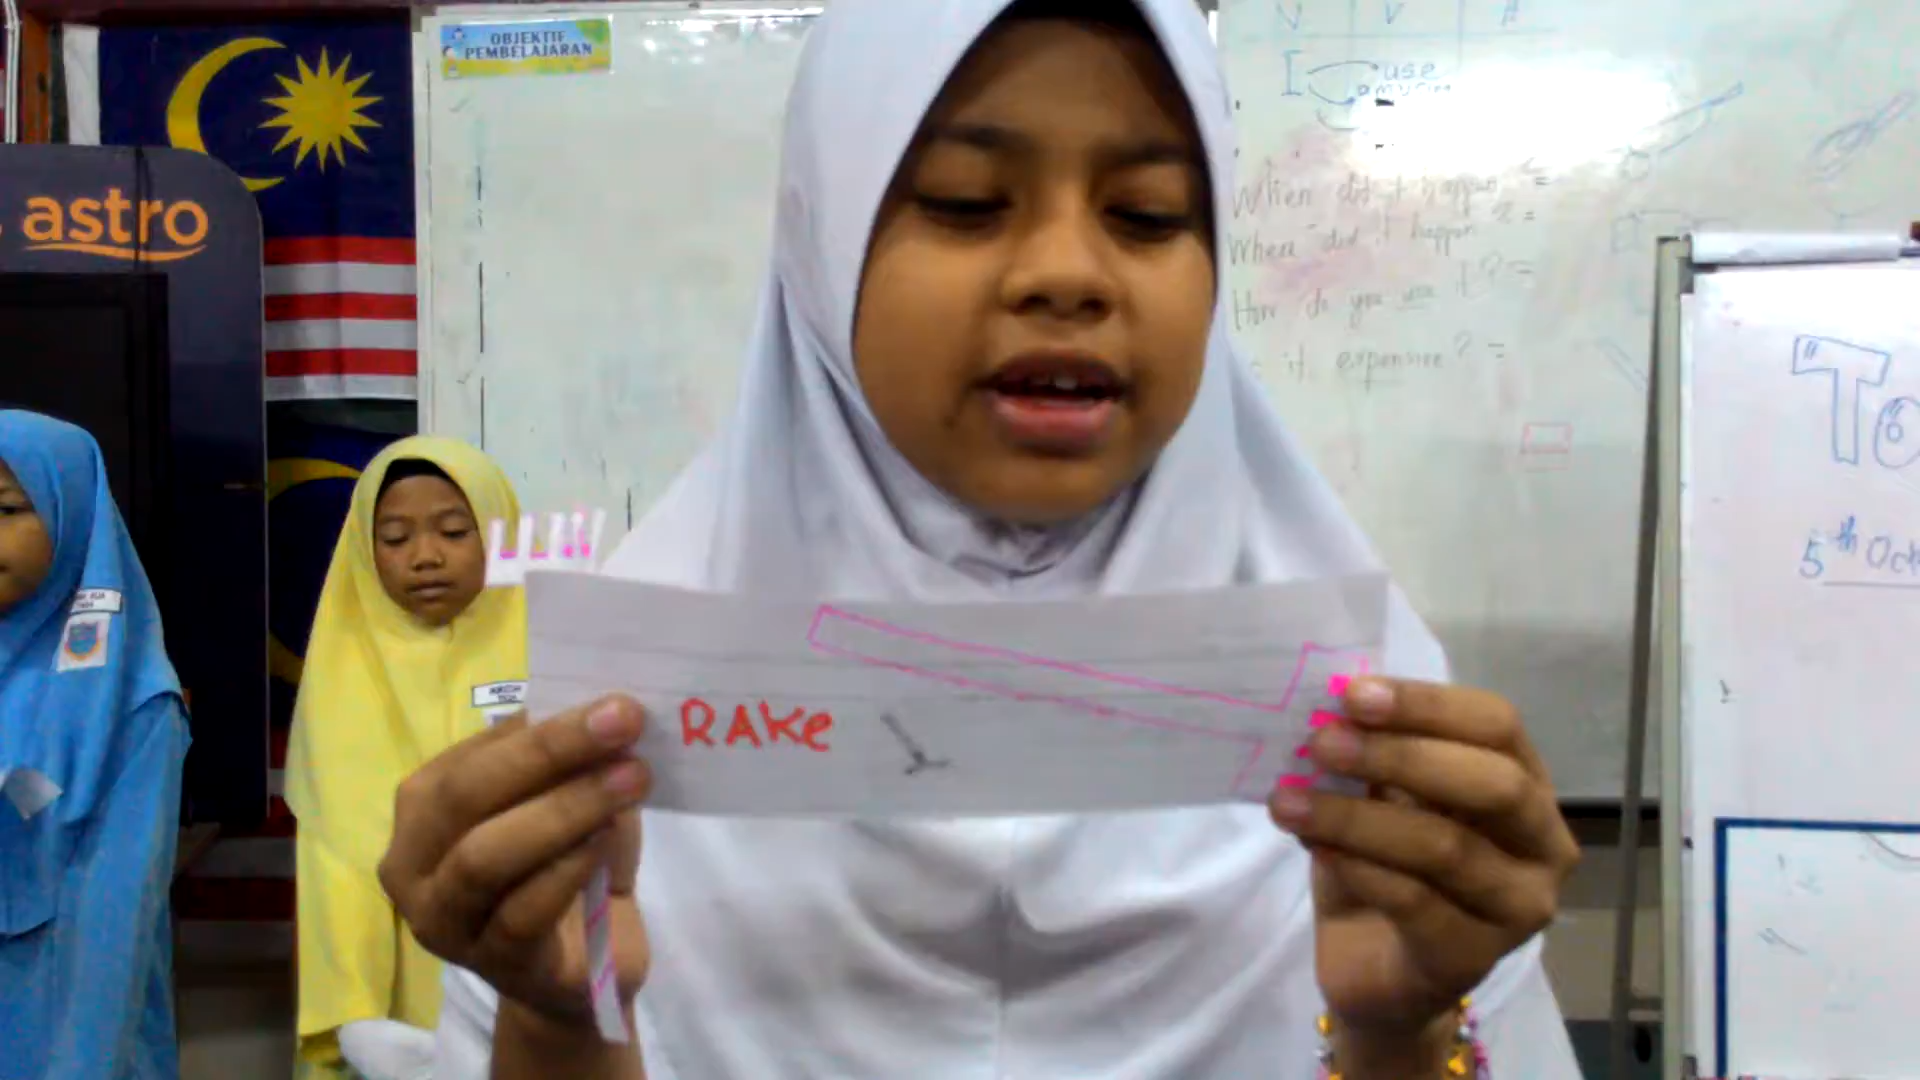 OBJEKTIF
PEMBELAJARAN
astro
V V A
I use
When did it happen? =
Where did it happen? =
How do you use it? =
it expensive? =
5th Oct
RAKe